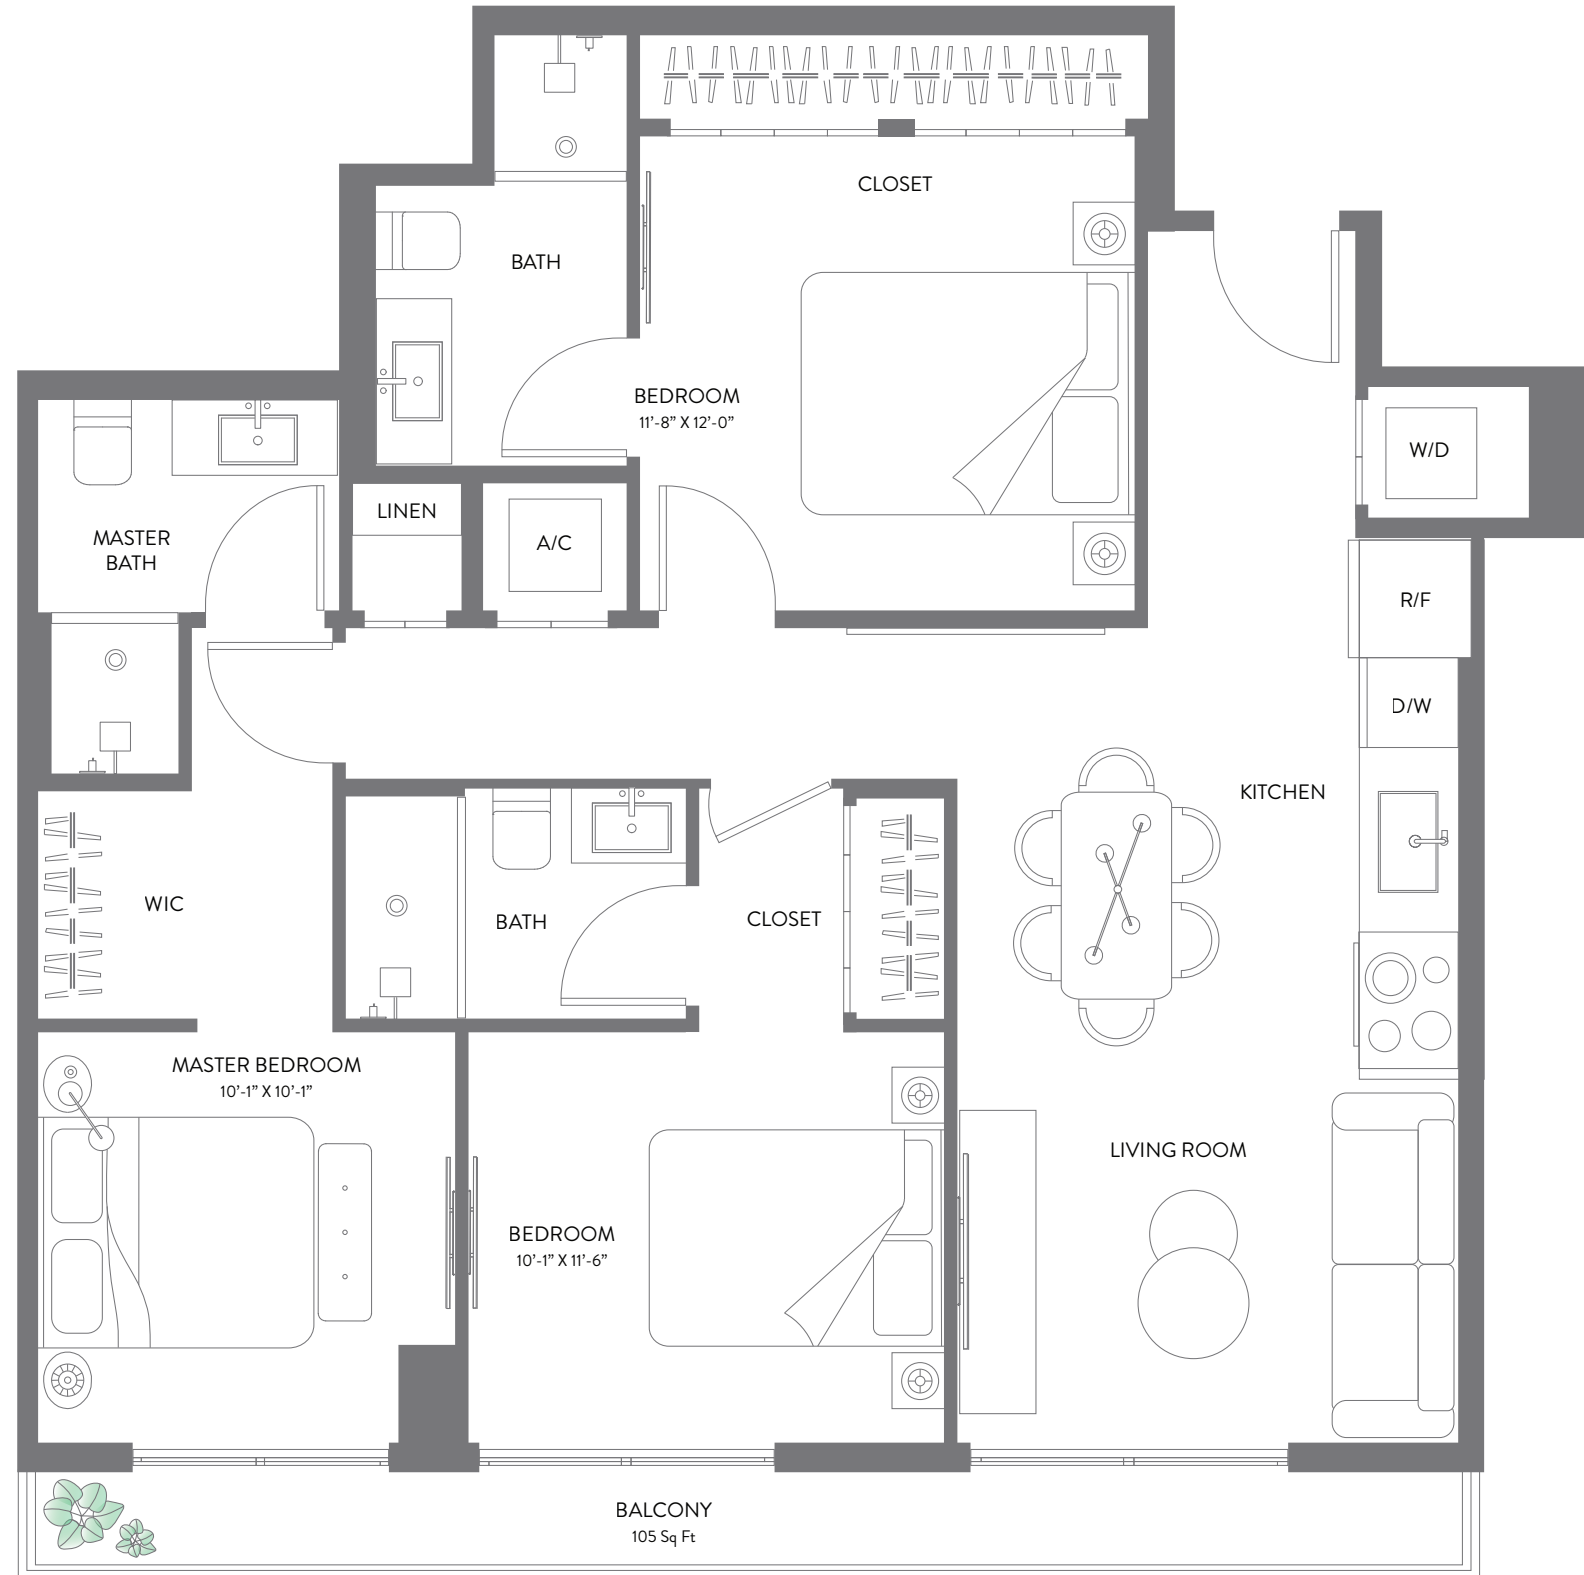 CLOSET
BATH
BEDROOM
11'-8” X 12'-0”
W/D
LINEN
A/C
MASTER
BATH
R/F
D/W
KITCHEN
WIC
BATH
CLOSET
MASTER BEDROOM
10'-1” X 10'-1”
LIVING ROOM
BEDROOM
10'-1” X 11'-6”
BALCONY
105 Sq Ft